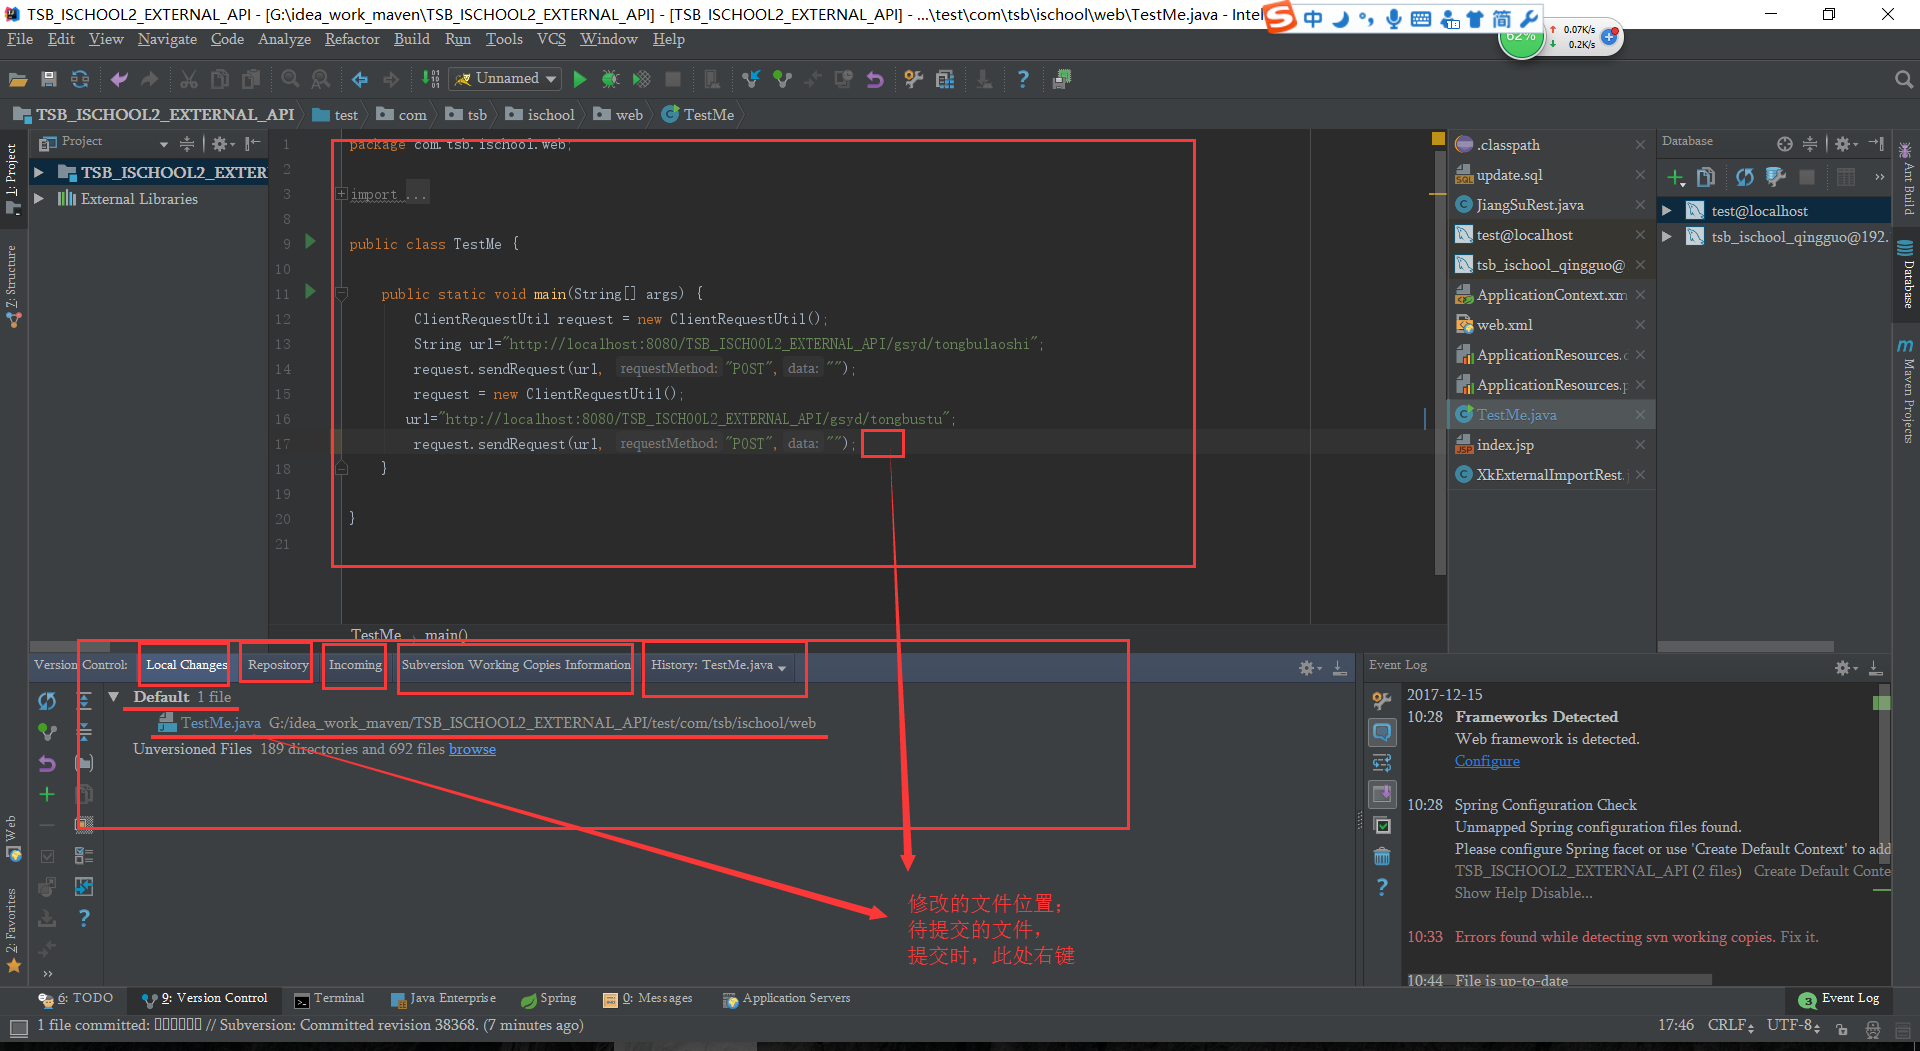 TSB_ISCHOOL2_EXTERNAL_API - [G:\idea_work_maven\TSB_ISCHOOL2_EXTERNAL_API] - [TSB_ISCHOOL2_EXTERNAL_API] - ...\test\com\tsb\ischool\web\TestMe.java - Intel
中 简
62%
0.07K/s
0.2K/s
File Edit View Navigate Code Analyze Refactor Build Run Tools VCS Window Help
Unnamed
TSB_ISCHOOL2_EXTERNAL_API test com tsb ischool web TestMe
1: Project
Z: Structure
Web
2: Favorites
Project
TSB_ISCHOOL2_EXTER
External Libraries
1 package com.tsb.ischool.web;
2
3 import ...
8
9 public class TestMe {
10
11 public static void main(String[] args) {
12 ClientRequestUtil request = new ClientRequestUtil();
13 String url="http://localhost:8080/TSB_ISCHOOL2_EXTERNAL_API/gsyd/tongbulaoshi";
14 request.sendRequest(url, requestMethod: "POST", data: "");
15 request = new ClientRequestUtil();
16 url="http://localhost:8080/TSB_ISCHOOL2_EXTERNAL_API/gsyd/tongbustu";
17 request.sendRequest(url, requestMethod: "POST", data: "");
18 }
19
20 }
21
TestMe main()
.classpath
update.sql
JiangSuRest.java
test@localhost
tsb_ischool_qingguo@
ApplicationContext.xm
web.xml
ApplicationResources.
ApplicationResources.
TestMe.java
index.jsp
XkExternalImportRest.j
Database
test@localhost
tsb_ischool_qingguo@192.
Ant Build
Database
Maven Projects
Version Control: Local Changes Repository Incoming Subversion Working Copies Information History: TestMe.java
Default 1 file
TestMe.java G:/idea_work_maven/TSB_ISCHOOL2_EXTERNAL_API/test/com/tsb/ischool/web
Unversioned Files 189 directories and 692 files browse
修改的文件位置;
待提交的文件,
提交时，此处右键
Event Log
2017-12-15
10:28 Frameworks Detected
Web framework is detected.
Configure
10:28 Spring Configuration Check
Unmapped Spring configuration files found.
Please configure Spring facet or use 'Create Default Context' to add
TSB_ISCHOOL2_EXTERNAL_API (2 files) Create Default Conte
Show Help Disable...
10:33 Errors found while detecting svn working copies. Fix it.
10:44 File is up-to-date
6: TODO 9: Version Control Terminal Java Enterprise Spring 0: Messages Application Servers
3 Event Log
1 file committed: □□□□□□ // Subversion: Committed revision 38368. (7 minutes ago)
17:46 CRLF UTF-8